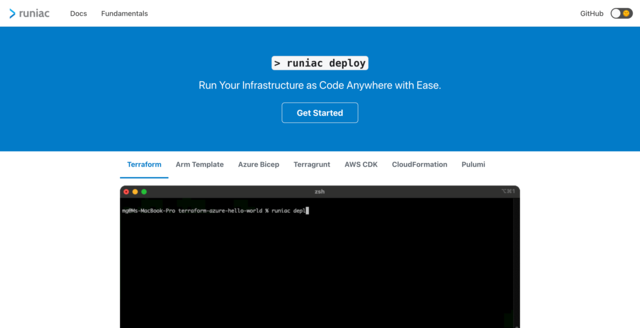 runiac Docs Fundamentals GitHub
> runiac deploy
Run Your Infrastructure as Code Anywhere with Ease.
Get Started
Terraform Arm Template Azure Bicep Terragrunt AWS CDK CloudFormation Pulumi
zsh ⌥⌘1
mg@Ms-MacBook-Pro terraform-azure-hello-world % runiac depl